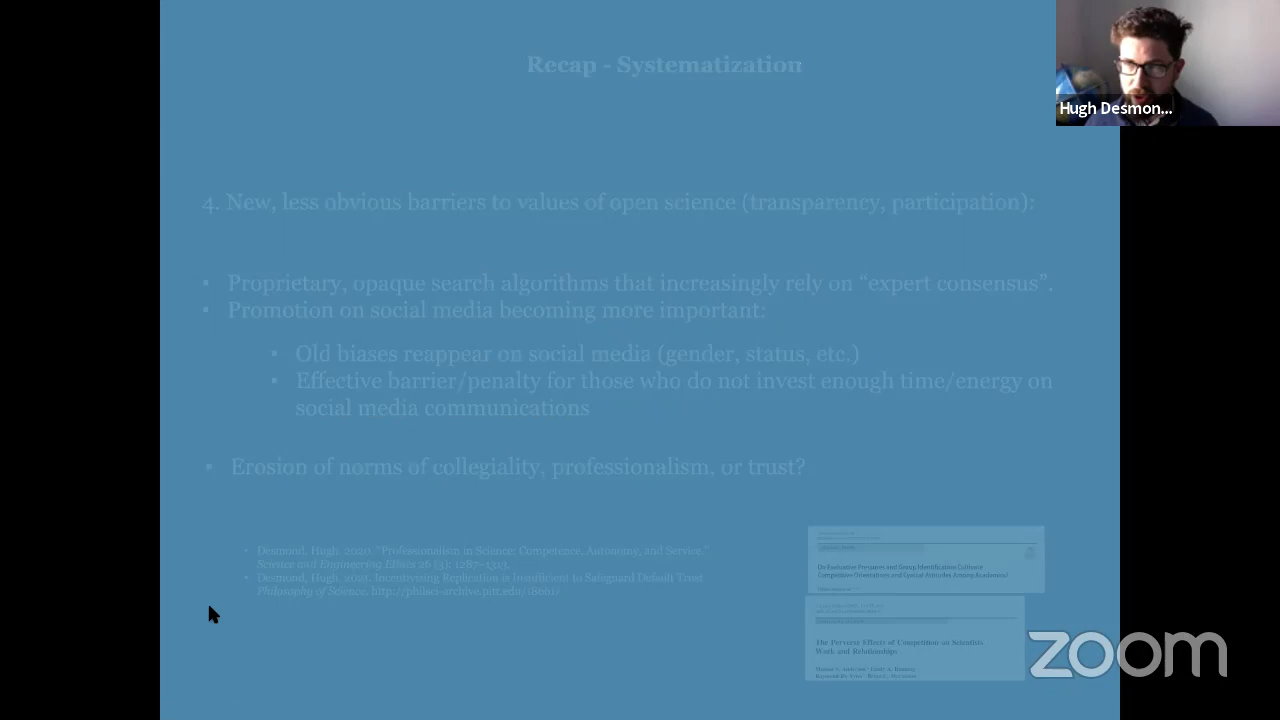 Recap - Systematization
Hugh Desmon...
4. New, less obvious barriers to values of open science (transparency, participation):
▪ Proprietary, opaque search algorithms that increasingly rely on “expert consensus”.
▪ Promotion on social media becoming more important:
▪ Old biases reappear on social media (gender, status, etc.)
▪ Effective barrier/penalty for those who do not invest enough time/energy on
social media communications
▪ Erosion of norms of collegiality, professionalism, or trust?
• Desmond, Hugh. 2020. “Professionalism in Science: Competence, Autonomy, and Service.”
Science and Engineering Ethics 26 (3): 1287–1313.
• Desmond, Hugh, 2021. Incentivizing Replication is Insufficient to Safeguard Default Trust
Philosophy of Science, http://philsci-archive.pitt.edu/
Do Evaluative Pressures and Group Identification Cultivate
Competitive Orientations and Cynical Attitudes Among Academics?
The Perverse Effects of Competition on Scientists
Work and Relationships
zoom